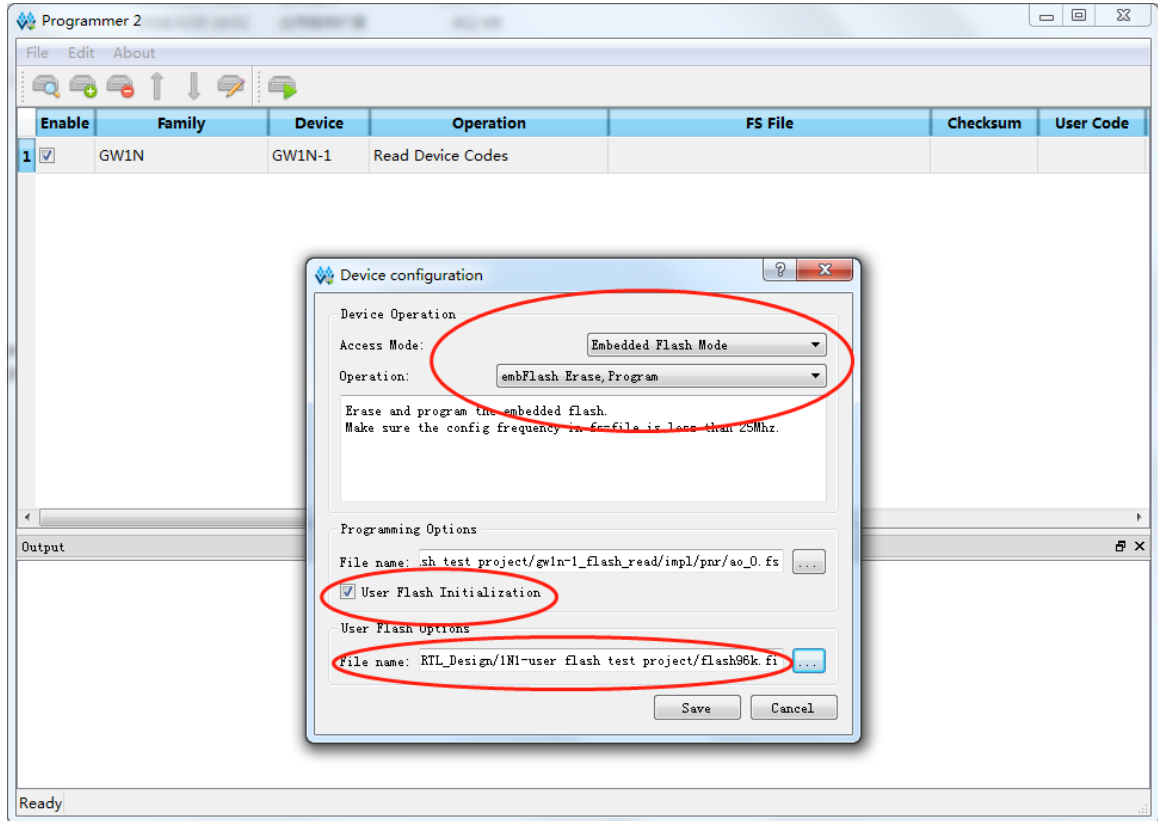 Programmer 2
File Edit About
Enable Family Device Operation FS File Checksum User Code
1 GW1N GW1N-1 Read Device Codes
Device configuration
Device Operation
Access Mode: Embedded Flash Mode
Operation: embFlash Erase,Program
Erase and program the embedded flash.
Make sure the config frequency in fs-file is less than 25Mhz.
Programming Options
File name: .sh test project/gw1n-1_flash_read/impl/pnr/ao_0.fs ...
User Flash Initialization
User Flash Options
File name: RTL_Design/1N1-user flash test project/flash96k.fi ...
Save Cancel
Output
Ready